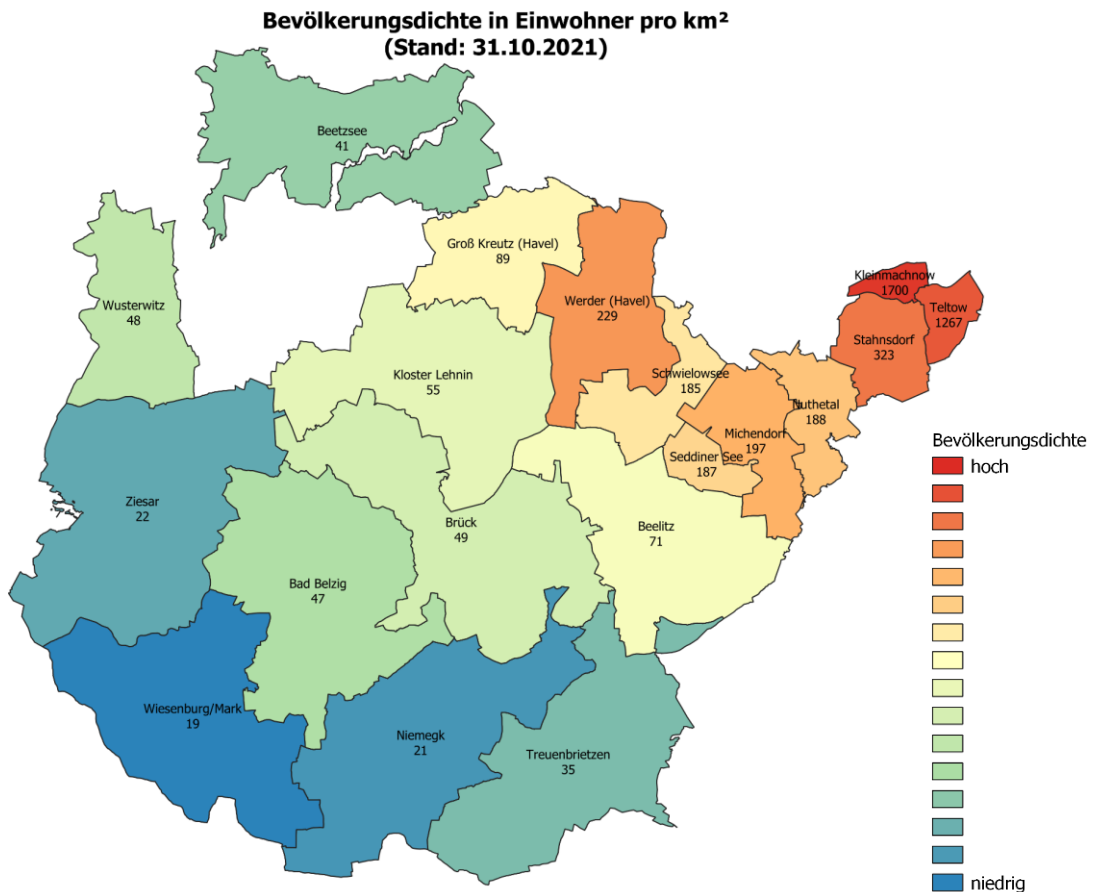 Bevölkerungsdichte in Einwohner pro km²
(Stand: 31.10.2021)
Beetzsee
41
Groß Kreutz (Havel)
89
Kleinmachnow
1700
Wusterwitz
48
Werder (Havel)
229
Teltow
1267
Stahnsdorf
323
Kloster Lehnin
55
Schwielowsee
185
Nuthetal
188
Michendorf
197
Seddiner See
187
Bevölkerungsdichte
hoch
Ziesar
22
Brück
49
Beelitz
71
Bad Belzig
47
Wiesenburg/Mark
19
Niemegk
21
Treuenbrietzen
35
niedrig